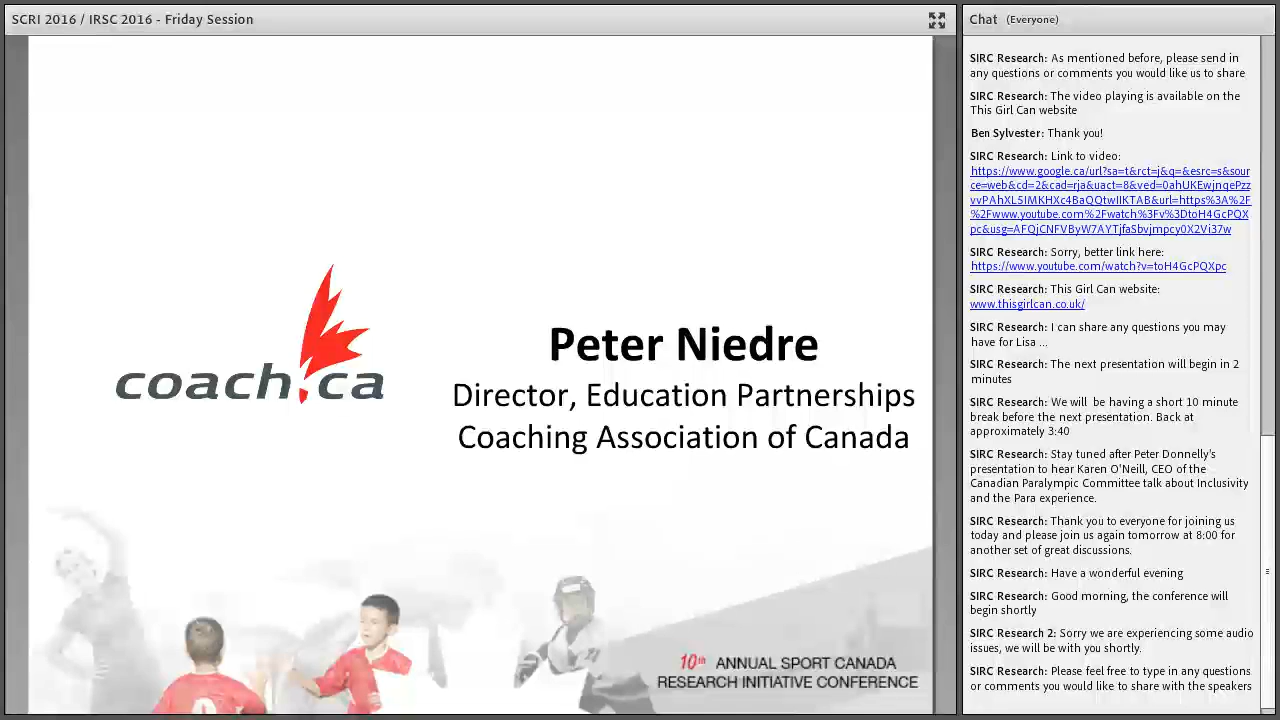 SCRI 2016 / IRSC 2016 - Friday Session
coach.ca
Peter Niedre
Director, Education Partnerships
Coaching Association of Canada
10th ANNUAL SPORT CANADA
RESEARCH INITIATIVE CONFERENCE
Chat (Everyone)
SIRC Research: As mentioned before, please send in
any questions or comments you would like us to share
SIRC Research: The video playing is available on the
This Girl Can website
Ben Sylvester: Thank you!
SIRC Research: Link to video:
https://www.google.ca/url?sa=t&rct=j&q=&esrc=s&sour
ce=web&cd=2&cad=rja&uact=8&ved=0ahUKEwjnqePzz
vvPAhXL5IMKHXc4BaQQtwIIKTAB&url=https%3A%2F
%2Fwww.youtube.com%2Fwatch%3Fv%3DtoH4GcPQX
pc&usg=AFQjCNFVByW7AYTjfaSbvjmpcy0X2Vi37w
SIRC Research: Sorry, better link here:
https://www.youtube.com/watch?v=toH4GcPQXpc
SIRC Research: This Girl Can website:
www.thisgirlcan.co.uk/
SIRC Research: I can share any questions you may
have for Lisa ...
SIRC Research: The next presentation will begin in 2
minutes
SIRC Research: We will be having a short 10 minute
break before the next presentation. Back at
approximately 3:40
SIRC Research: Stay tuned after Peter Donnelly's
presentation to hear Karen O'Neill, CEO of the
Canadian Paralympic Committee talk about Inclusivity
and the Para experience.
SIRC Research: Thank you to everyone for joining us
today and please join us again tomorrow at 8:00 for
another set of great discussions.
SIRC Research: Have a wonderful evening
SIRC Research: Good morning, the conference will
begin shortly
SIRC Research 2: Sorry we are experiencing some audio
issues, we will be with you shortly.
SIRC Research: Please feel free to type in any questions
or comments you would like to share with the speakers